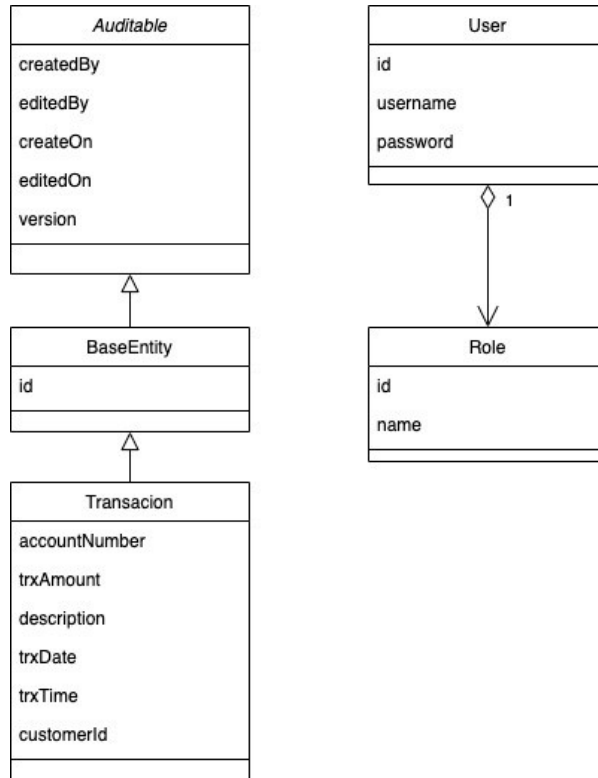 Auditable
createdBy
editedBy
createOn
editedOn
version
BaseEntity
id
Transacion
accountNumber
trxAmount
description
trxDate
trxTime
customerId
User
id
username
password
1
Role
id
name